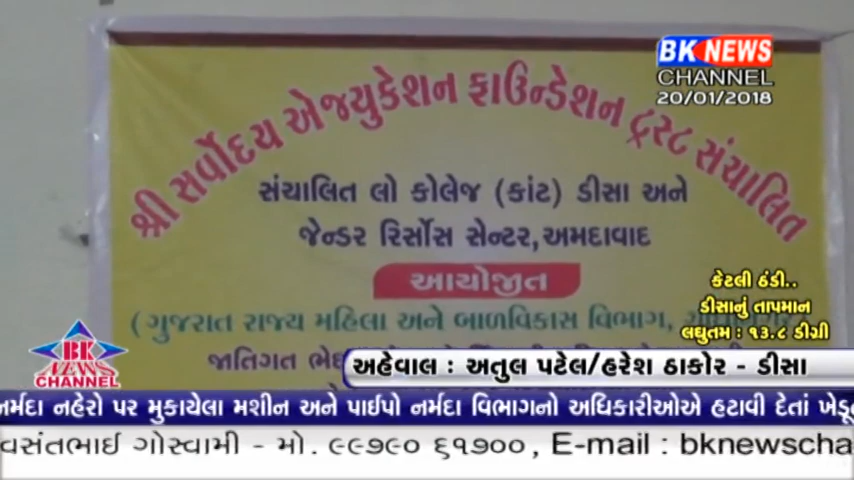 BK NEWS
CHANNEL
20/01/2018
શ્રી સર્વોદય એજ્યુકેશન ફાઉન્ડેશન ટ્રસ્ટ સંચાલિત
સંચાલિત લો કોલેજ (કાંટ) ડીસા અને
જેન્ડર રિર્સોસ સેન્ટર, અમદાવાદ
આયોજીત
(ગુજરાત રાજ્ય મહિલા અને બાળવિકાસ વિભાગ,
જાતિગત
કેટલી ઠંડી..
ડીસાનું તાપમાન
લઘુતમ : ૧૩.૮ ડીગ્રી
BK
NEWS
CHANNEL
અહેવાલ : અતુલ પટેલ/હરેશ ઠાકોર - ડીસા
નર્મદા નહેરો પર મુકાયેલા મશીન અને પાઈપો નર્મદા વિભાગનો અધિકારીઓએ હટાવી દેતાં
વસંતભાઈ ગોસ્વામી - મો. ૯૯૭૯૦ ૬૧૭૦૦, E-mail : bknewscha